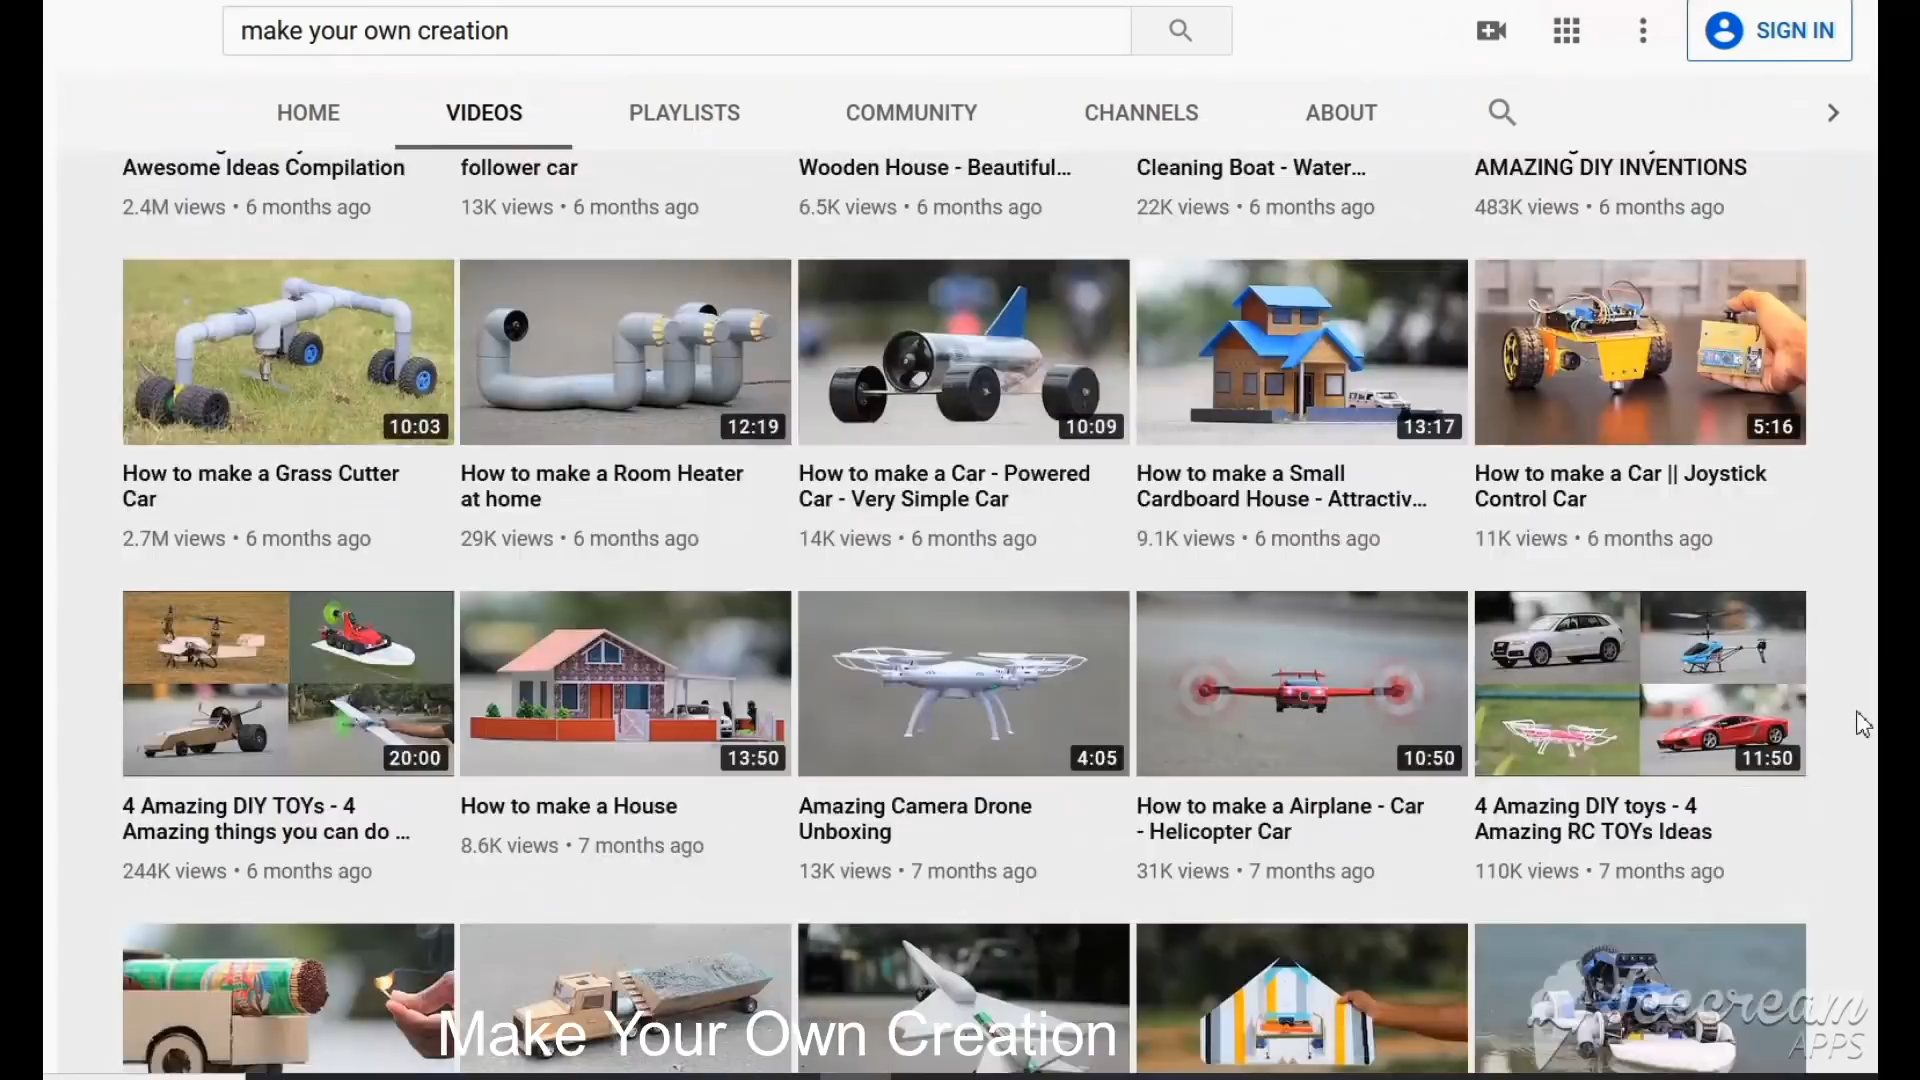 make your own creation
SIGN IN
HOME
VIDEOS
PLAYLISTS
COMMUNITY
CHANNELS
ABOUT
Awesome Ideas Compilation
2.4M views • 6 months ago
follower car
13K views • 6 months ago
Wooden House - Beautiful...
6.5K views • 6 months ago
Cleaning Boat - Water...
22K views • 6 months ago
AMAZING DIY INVENTIONS
483K views • 6 months ago
10:03
How to make a Grass Cutter
Car
2.7M views • 6 months ago
12:19
How to make a Room Heater
at home
29K views • 6 months ago
10:09
How to make a Car - Powered
Car - Very Simple Car
14K views • 6 months ago
13:17
How to make a Small
Cardboard House - Attractiv...
9.1K views • 6 months ago
5:16
How to make a Car || Joystick
Control Car
11K views • 6 months ago
20:00
4 Amazing DIY TOYs - 4
Amazing things you can do ...
244K views • 6 months ago
13:50
How to make a House
8.6K views • 7 months ago
4:05
Amazing Camera Drone
Unboxing
13K views • 7 months ago
10:50
How to make a Airplane - Car
- Helicopter Car
31K views • 7 months ago
11:50
4 Amazing DIY toys - 4
Amazing RC TOYs Ideas
110K views • 7 months ago
Make Your Own Creation
Icecream
APPS